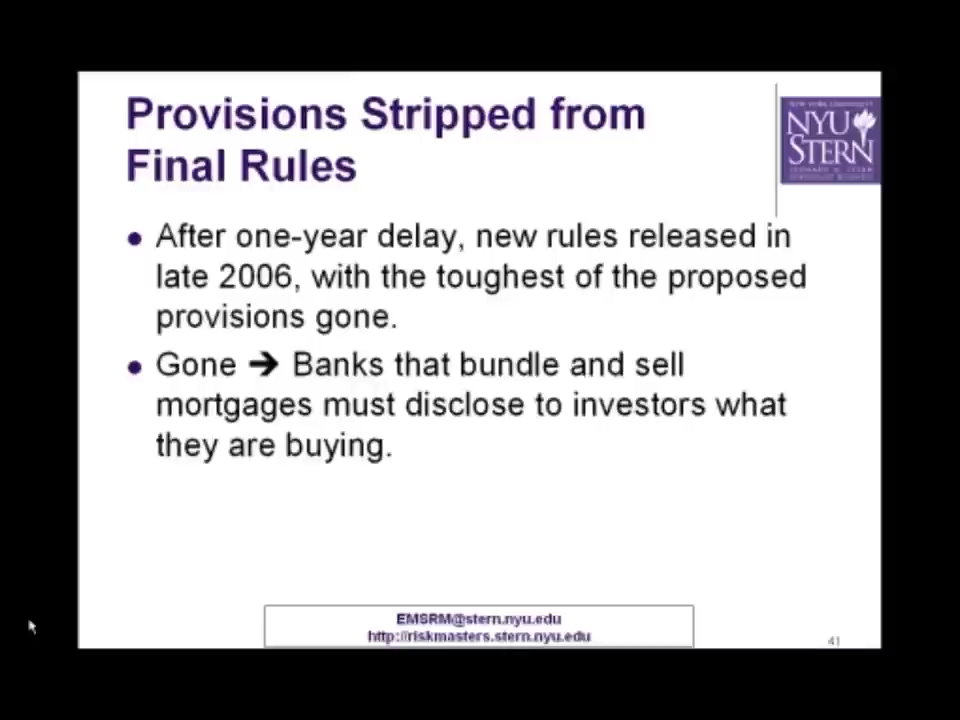 Provisions Stripped from
Final Rules
NEW YORK UNIVERSITY
NYU
STERN
● After one-year delay, new rules released in
late 2006, with the toughest of the proposed
provisions gone.
● Gone ➔ Banks that bundle and sell
mortgages must disclose to investors what
they are buying.
EMSRM@stern.nyu.edu
http://riskmasters.stern.nyu.edu
41